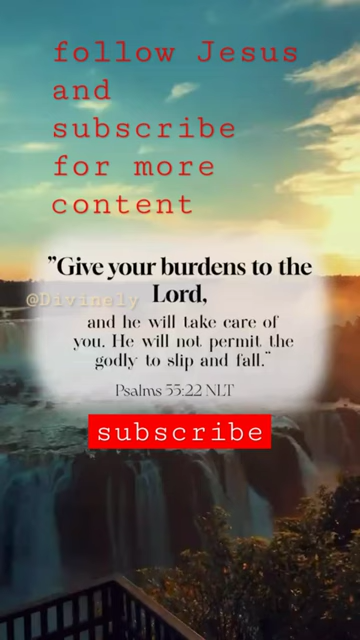 follow Jesus
and
subscribe
for more
content
"Give your burdens to the
Lord,
@Divinely
and he will take care of
you. He will not permit the
godly to slip and fall."
Psalms 55:22 NLT
subscribe